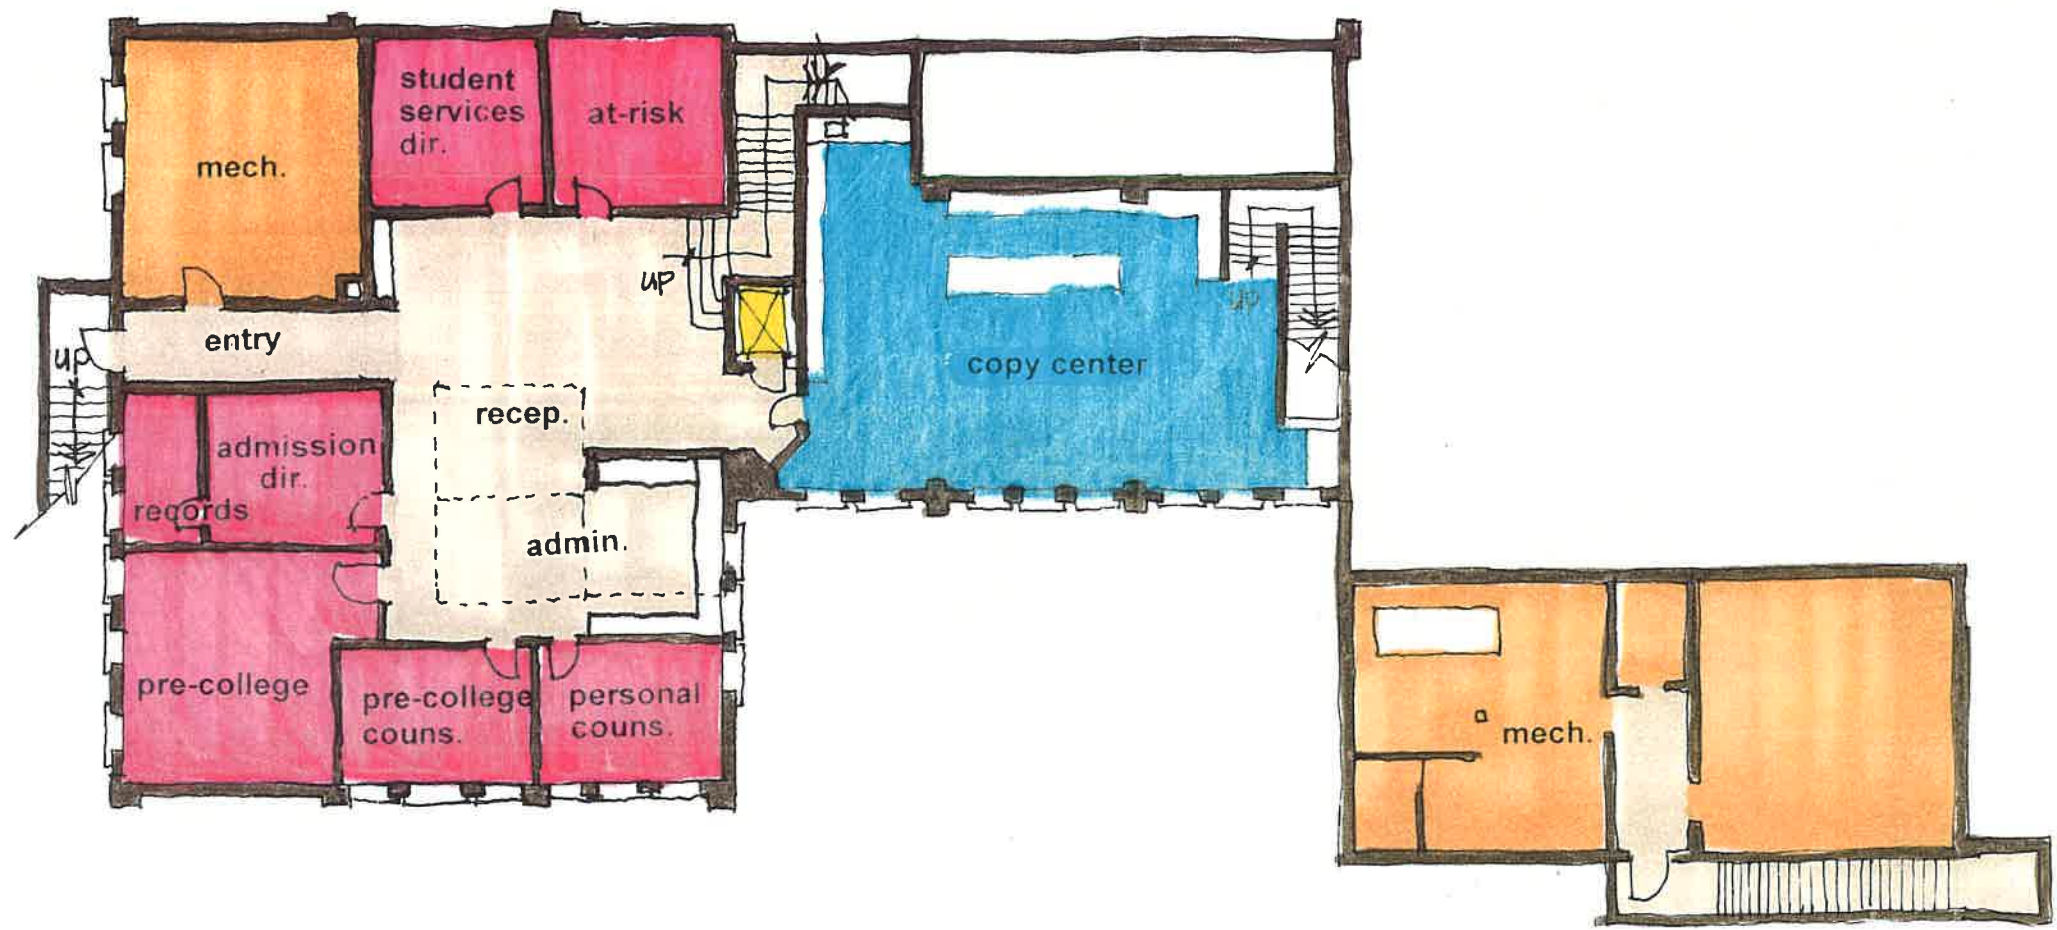 student
services
dir.
at-risk
mech.
up
entry
up
up
copy center
recep.
admission
dir.
records
admin.
pre-college
pre-college
couns.
personal
couns.
mech.